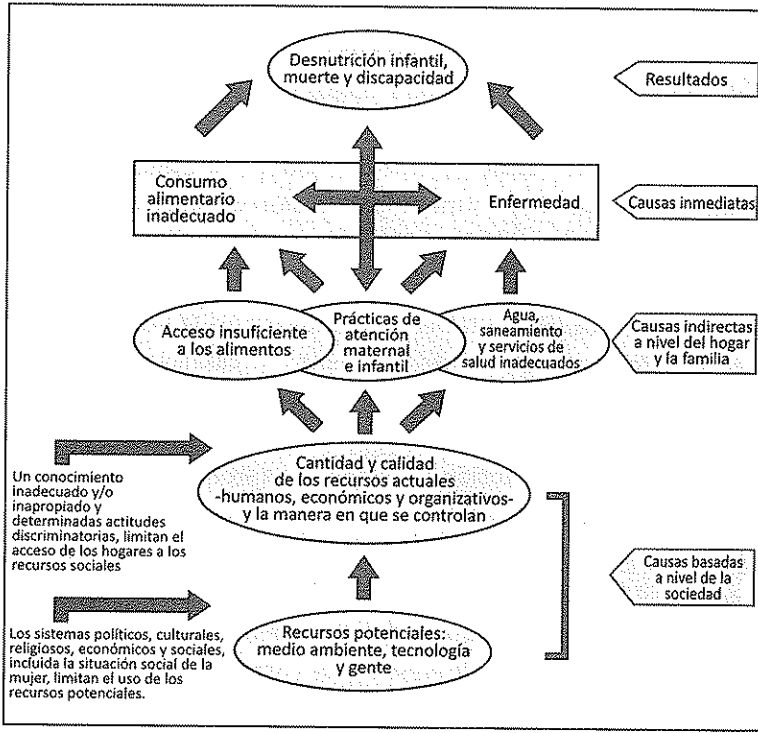 Desnutrición infantil,
muerte y discapacidad
Resultados
Consumo
alimentario
inadecuado
Enfermedad
Causas inmediatas
Acceso insuficiente
a los alimentos
Prácticas de
atención
maternal
e infantil
Agua,
saneamiento
y servicios de
salud inadecuados
Causas indirectas
a nivel del hogar
y la familia
Un conocimiento
inadecuado y/o
inapropiado y
determinadas actitudes
discriminatorias, limitan el
acceso de los hogares a los
recursos sociales
Cantidad y calidad
de los recursos actuales
-humanos, económicos y organizativos-
y la manera en que se controlan
Causas basadas
a nivel de la
sociedad
Los sistemas políticos, culturales,
religiosos, económicos y sociales,
incluida la situación social de la
mujer, limitan el uso de los
recursos potenciales.
Recursos potenciales:
medio ambiente, tecnología
y gente